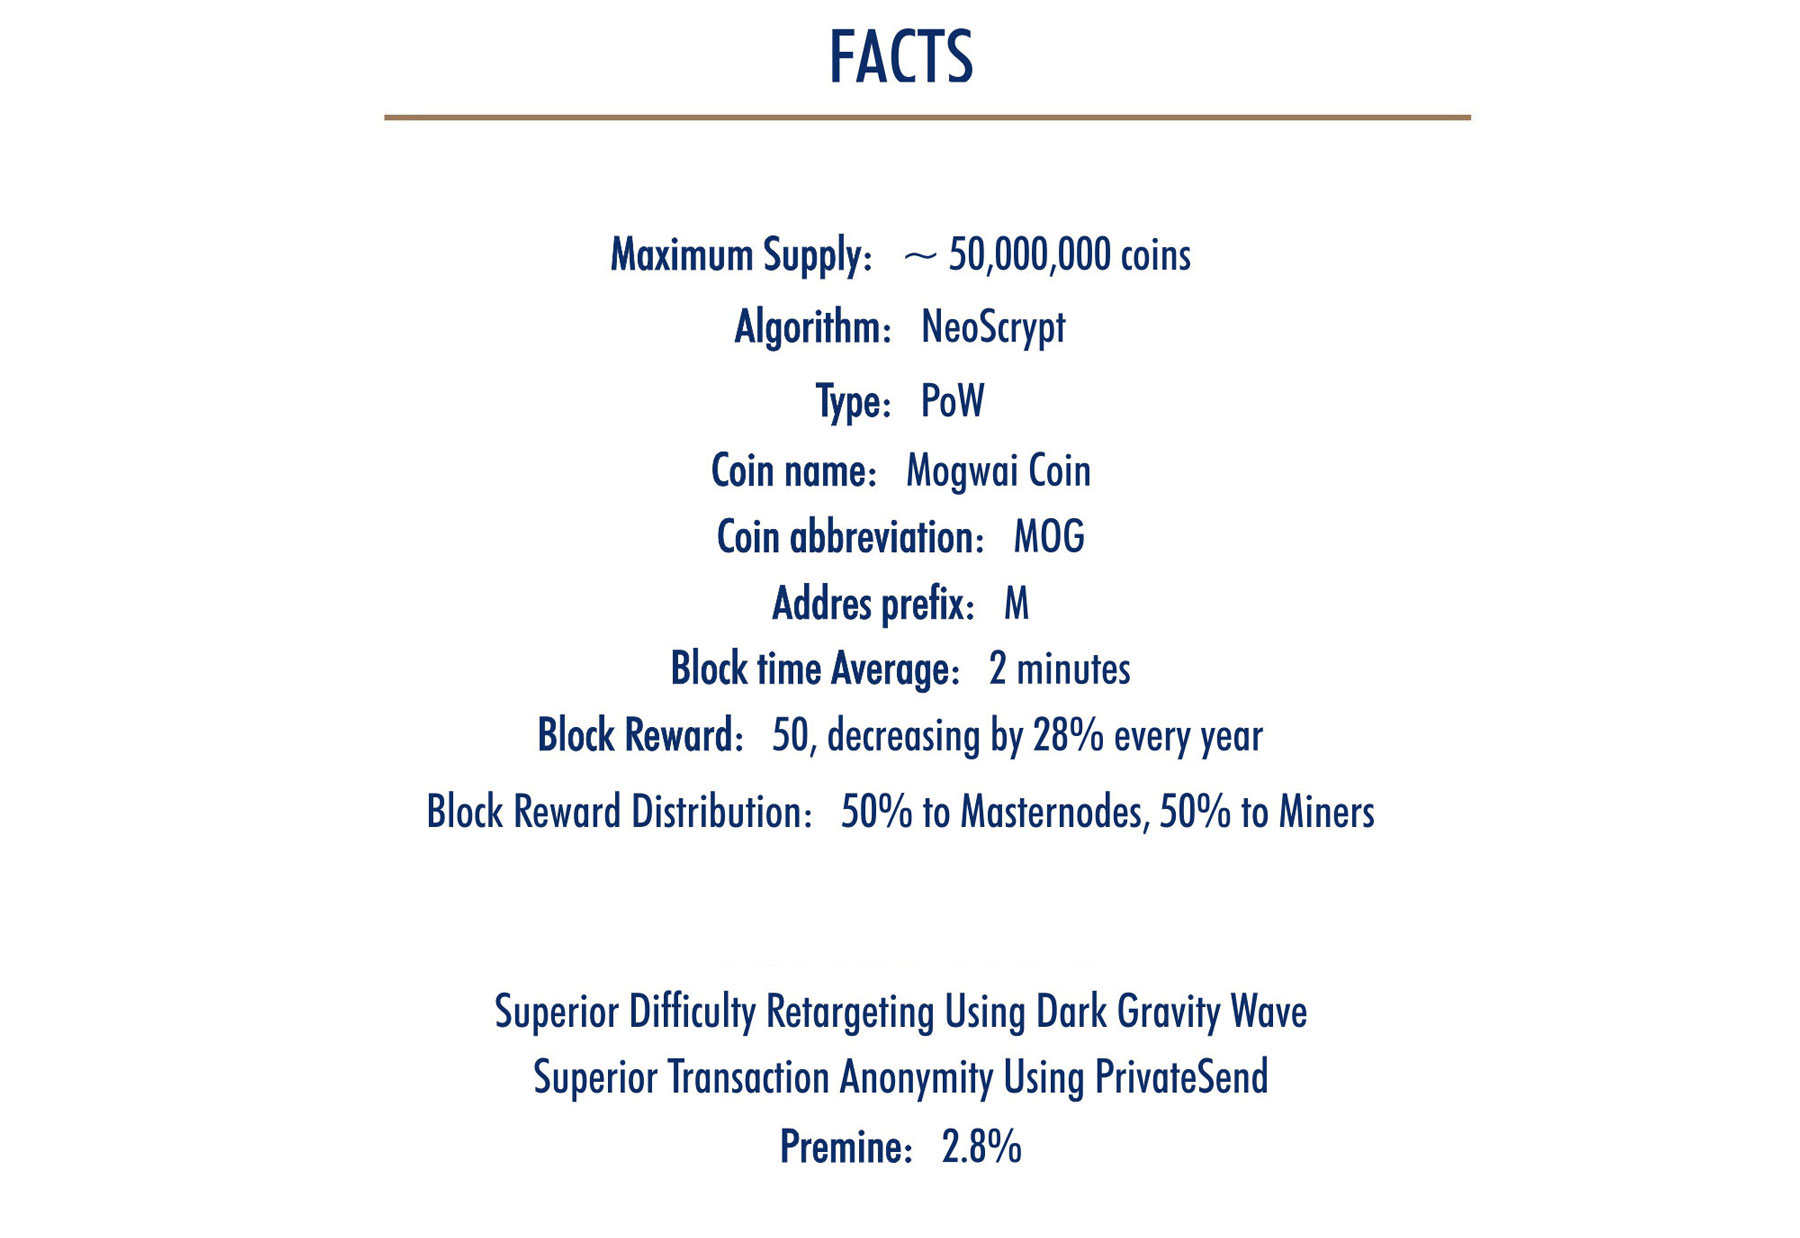 FACTS
Maximum Supply: ~ 50,000,000 coins
Algorithm: NeoScrypt
Type: PoW
Coin name: Mogwai Coin
Coin abbreviation: MOG
Addres prefix: M
Block time Average: 2 minutes
Block Reward: 50, decreasing by 28% every year
Block Reward Distribution: 50% to Masternodes, 50% to Miners
Superior Difficulty Retargeting Using Dark Gravity Wave
Superior Transaction Anonymity Using PrivateSend
Premine: 2.8%